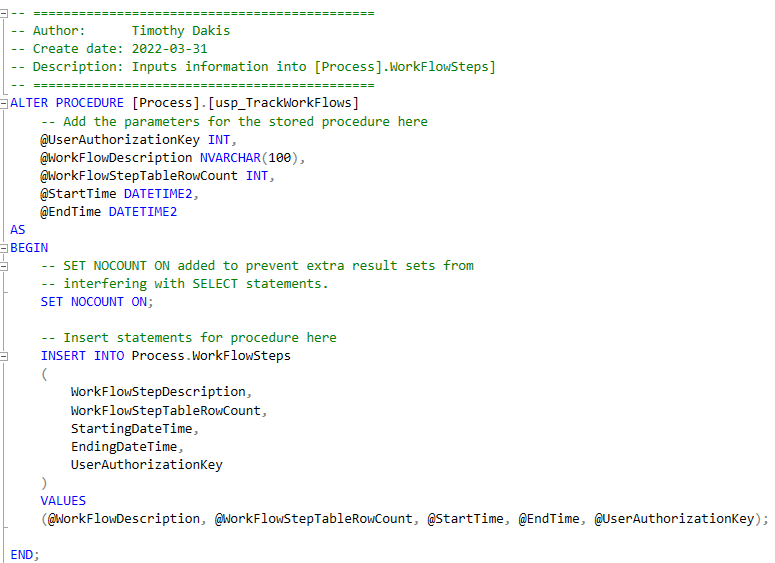 -- =============================================
-- Author:      Timothy Dakis
-- Create date: 2022-03-31
-- Description: Inputs information into [Process].WorkFlowSteps]
-- =============================================
ALTER PROCEDURE [Process].[usp_TrackWorkFlows]
    -- Add the parameters for the stored procedure here
    @UserAuthorizationKey INT,
    @WorkFlowDescription NVARCHAR(100),
    @WorkFlowStepTableRowCount INT,
    @StartTime DATETIME2,
    @EndTime DATETIME2
AS
BEGIN
    -- SET NOCOUNT ON added to prevent extra result sets from
    -- interfering with SELECT statements.
    SET NOCOUNT ON;

    -- Insert statements for procedure here
    INSERT INTO Process.WorkFlowSteps
    (
        WorkFlowStepDescription,
        WorkFlowStepTableRowCount,
        StartingDateTime,
        EndingDateTime,
        UserAuthorizationKey
    )
    VALUES
    (@WorkFlowDescription, @WorkFlowStepTableRowCount, @StartTime, @EndTime, @UserAuthorizationKey);

END;